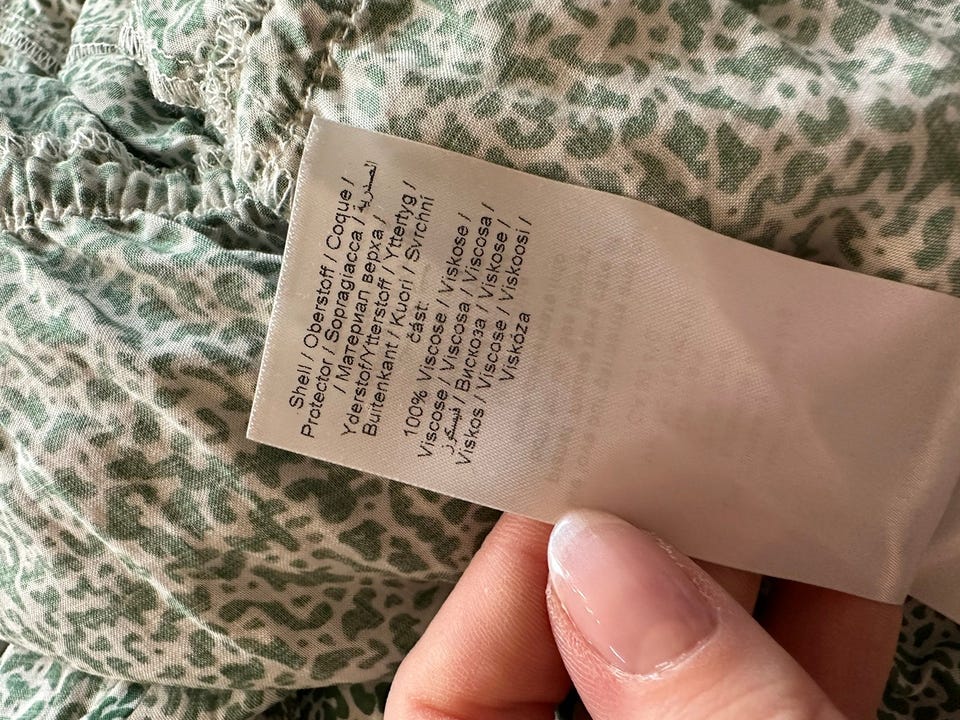 Shell / Oberstoff / Coque /
Protector / Sopragiacca / الصدرية
/ Материал верха /
Yderstof/Ytterstoff / Yttertyg /
Buitenkant / Kuori / Svrchní
část:
100% Viscose / Viskose /
Viscose / Viscosa / Viscosa /
فيسكوز / Вискоза / Viskose /
Viskos / Viscose / Viskoosi /
Viskóza